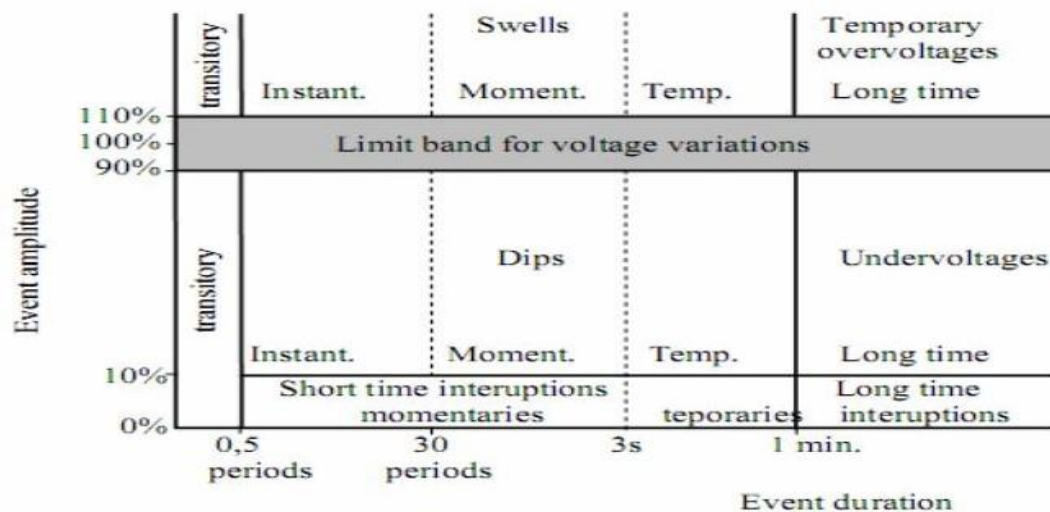 transitory
Swells
Temporary
overvoltages
Instant.
Moment.
Temp.
Long time
110%
100%
90%
Limit band for voltage variations
Event amplitude
transitory
Dips
Undervoltages
Instant.
Moment.
Temp.
Long time
10%
0%
Short time interuptions
momentaries
teporaries
Long time
interuptions
0,5
periods
30
periods
3s
1 min.
Event duration